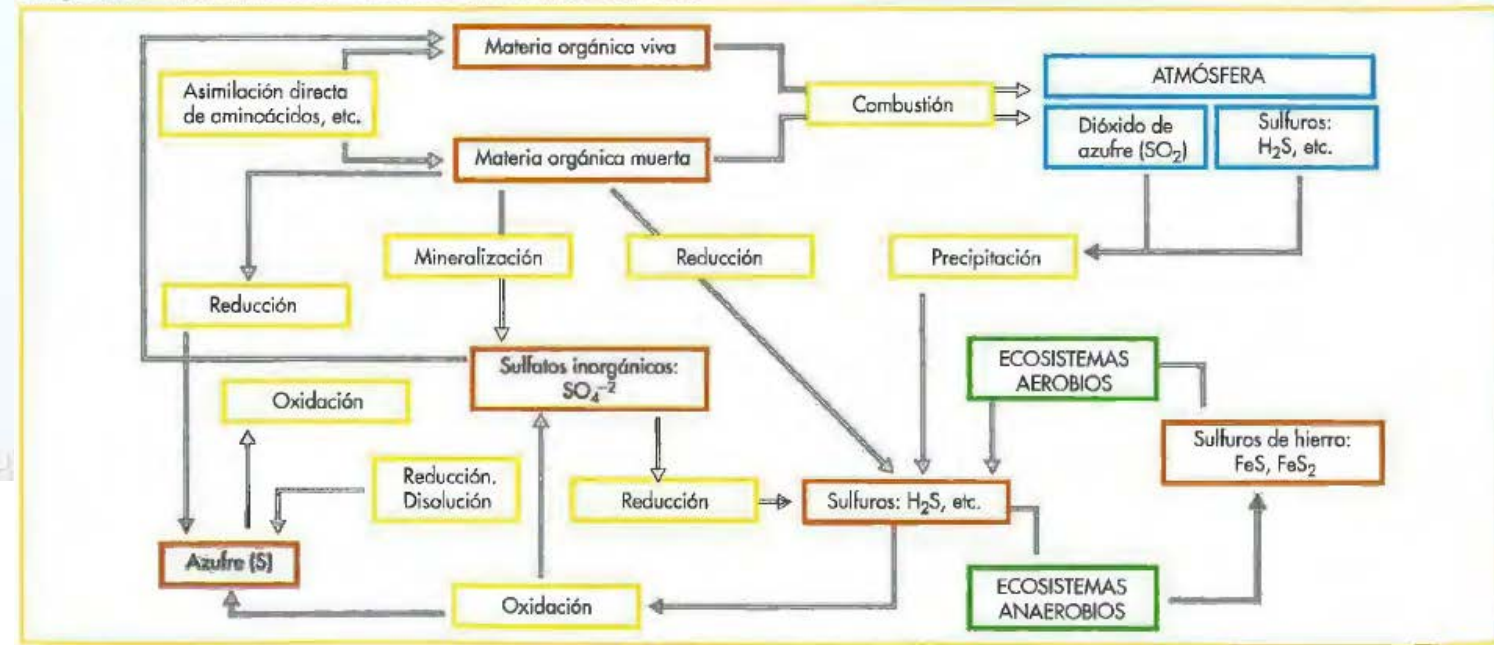 Materia orgánica viva
Asimilación directa
de aminoácidos, etc.
Combustión
ATMÓSFERA
Dióxido de
azufre (SO₂)
Sulfuros:
H₂S, etc.
Materia orgánica muerta
Mineralización
Reducción
Precipitación
Reducción
Sulfatos inorgánicos:
SO₄⁻²
ECOSISTEMAS
AEROBIOS
Oxidación
Sulfuros de hierro:
FeS, FeS₂
Reducción.
Disolución
Reducción
Sulfuros: H₂S, etc.
Azufre (S)
Oxidación
ECOSISTEMAS
ANAEROBIOS